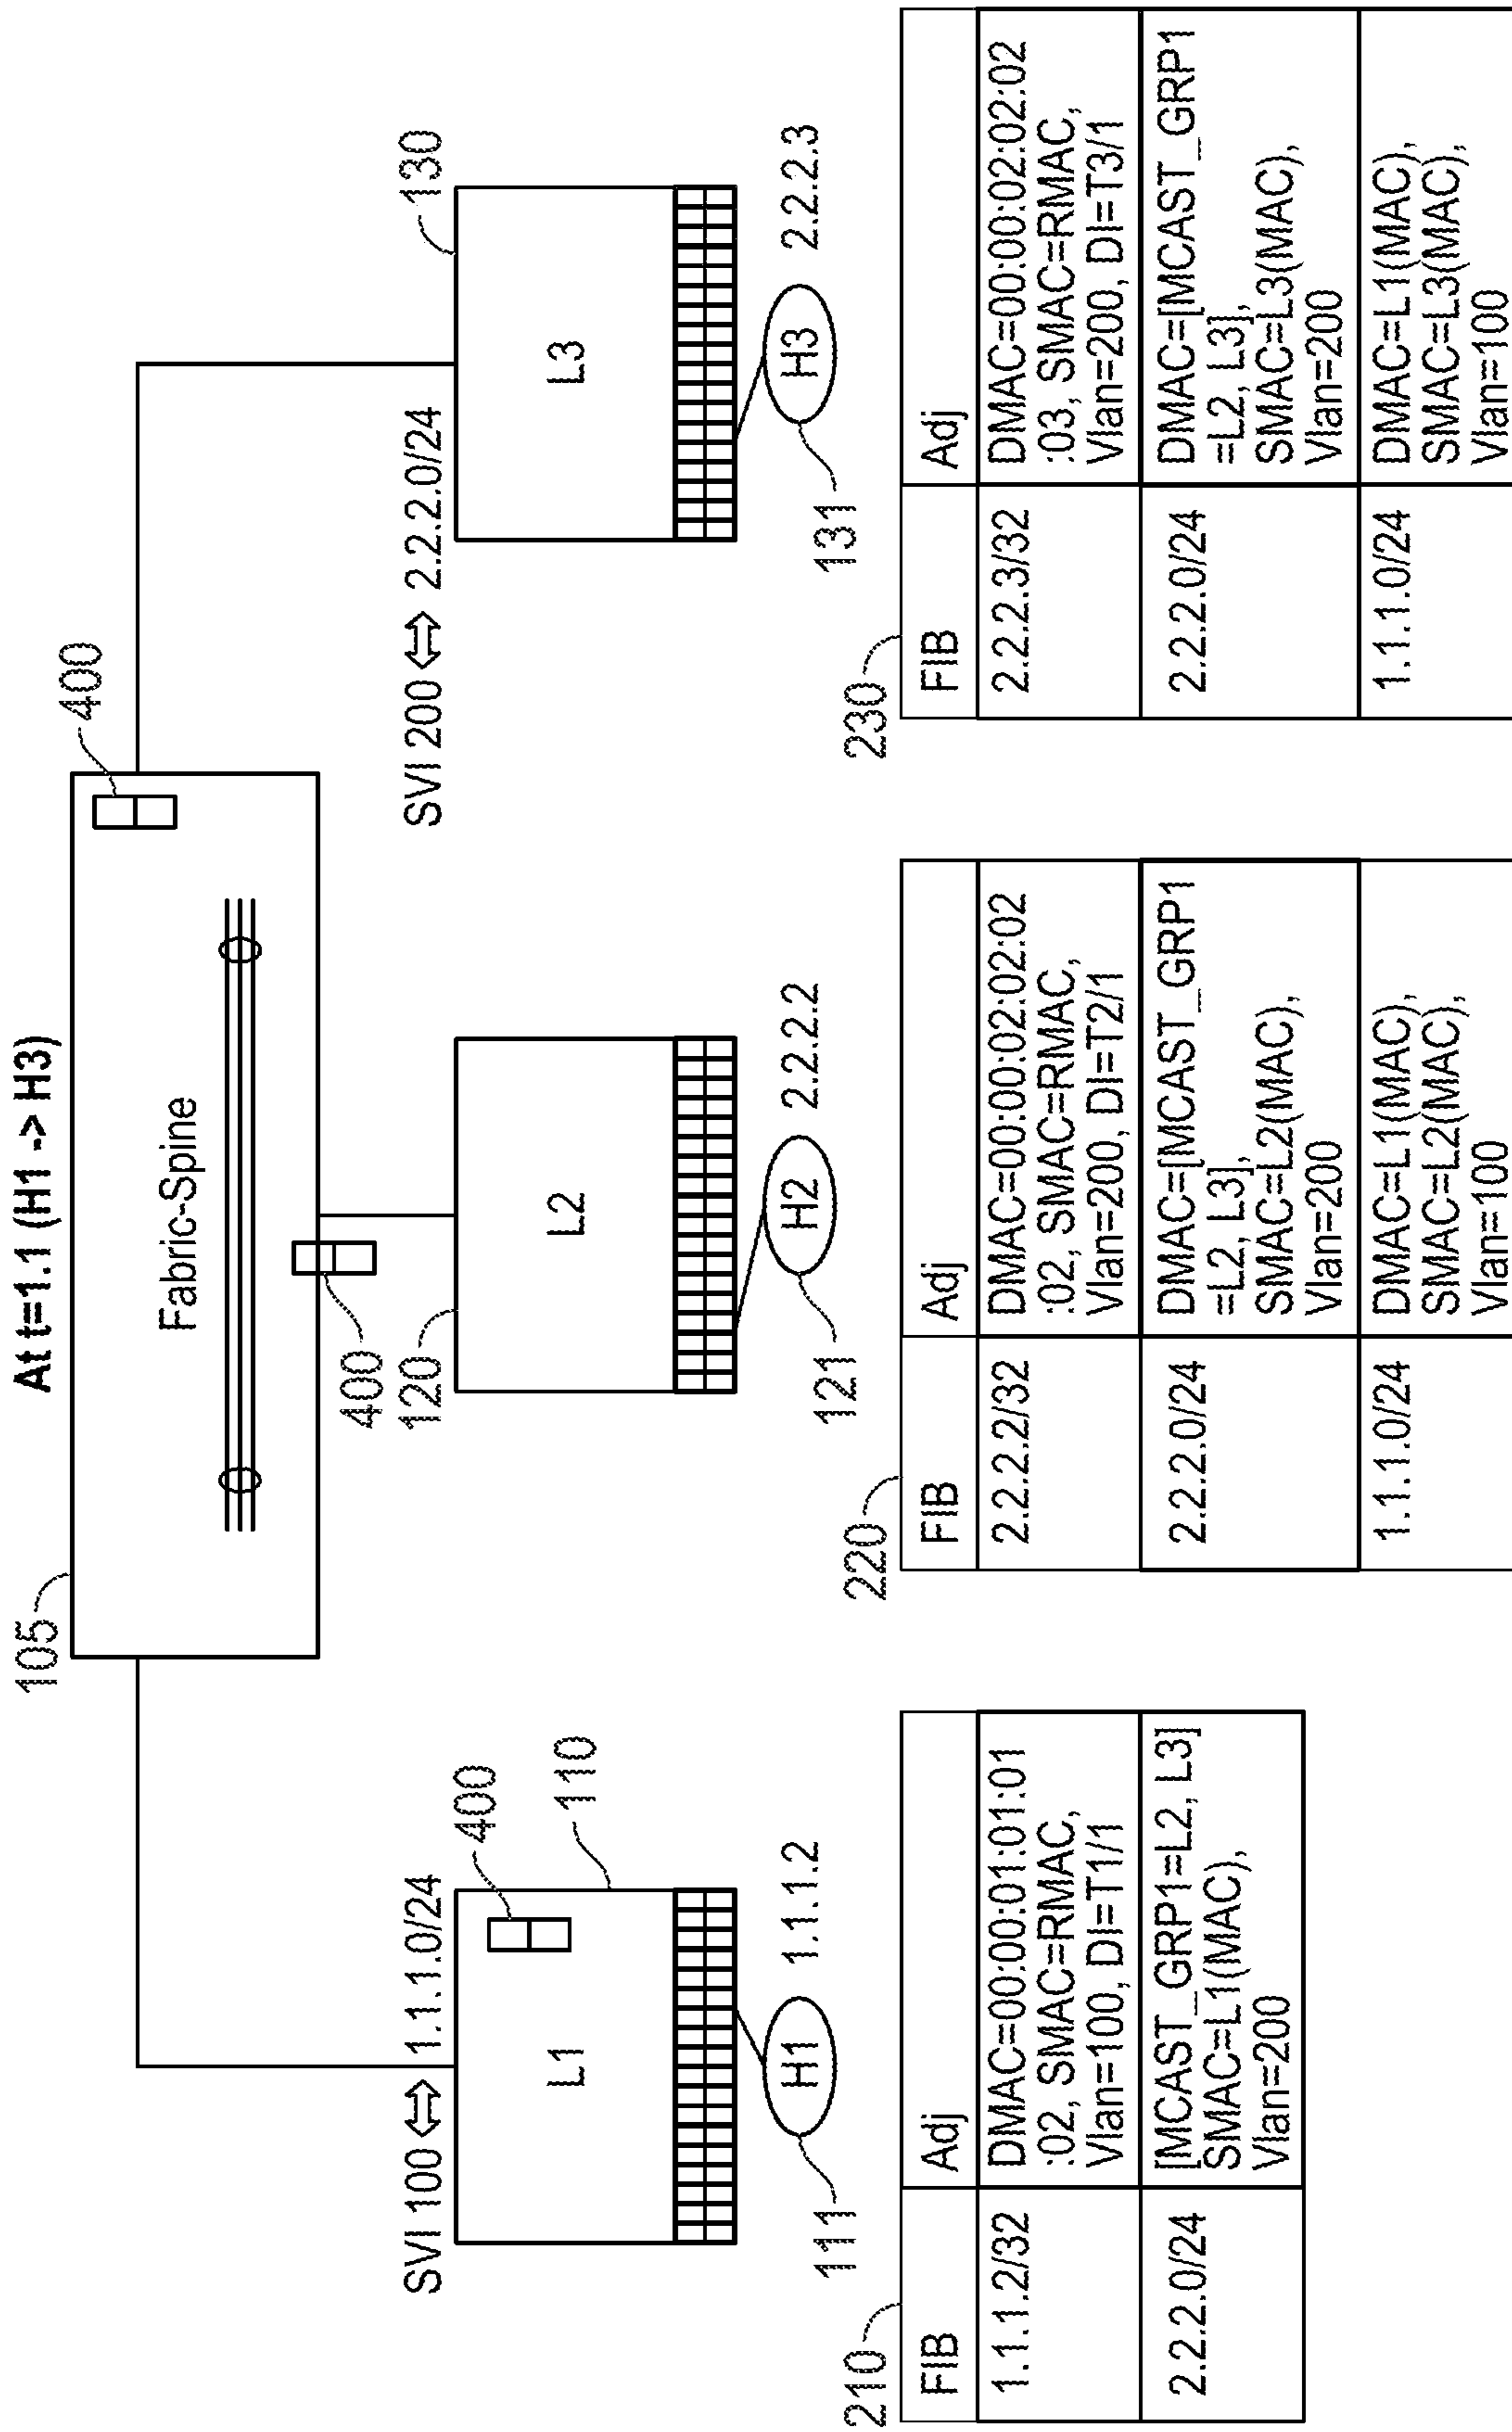 At t=1.1 (H1 -> H3)
105
Fabric-Spine
400
400
SVI 100 ⇔ 1.1.1.0/24
SVI 200 ⇔ 2.2.2.0/24
L1
400
110
120
L2
L3
130
111
H1
1.1.1.2
121
H2
2.2.2.2
131
H3
2.2.2.3
210
FIB
Adj
1.1.1.2/32
DMAC=00:00:01:01:01
:02, SMAC=RMAC,
Vlan=100, DI=T1/1
2.2.2.0/24
[MCAST_GRP1=L2, L3]
SMAC=L1(MAC),
Vlan=200
220
FIB
Adj
2.2.2.2/32
DMAC=00:00:02:02:02
:02, SMAC=RMAC,
Vlan=200, DI=T2/1
2.2.2.0/24
DMAC=[MCAST_GRP1
=L2, L3],
SMAC=L2(MAC),
Vlan=200
1.1.1.0/24
DMAC=L1(MAC),
SMAC=L2(MAC),
Vlan=100
230
FIB
Adj
2.2.2.3/32
DMAC=00:00:02:02:02
:03, SMAC=RMAC,
Vlan=200, DI=T3/1
2.2.2.0/24
DMAC=[MCAST_GRP1
=L2, L3],
SMAC=L3(MAC),
Vlan=200
1.1.1.0/24
DMAC=L1(MAC),
SMAC=L3(MAC),
Vlan=100